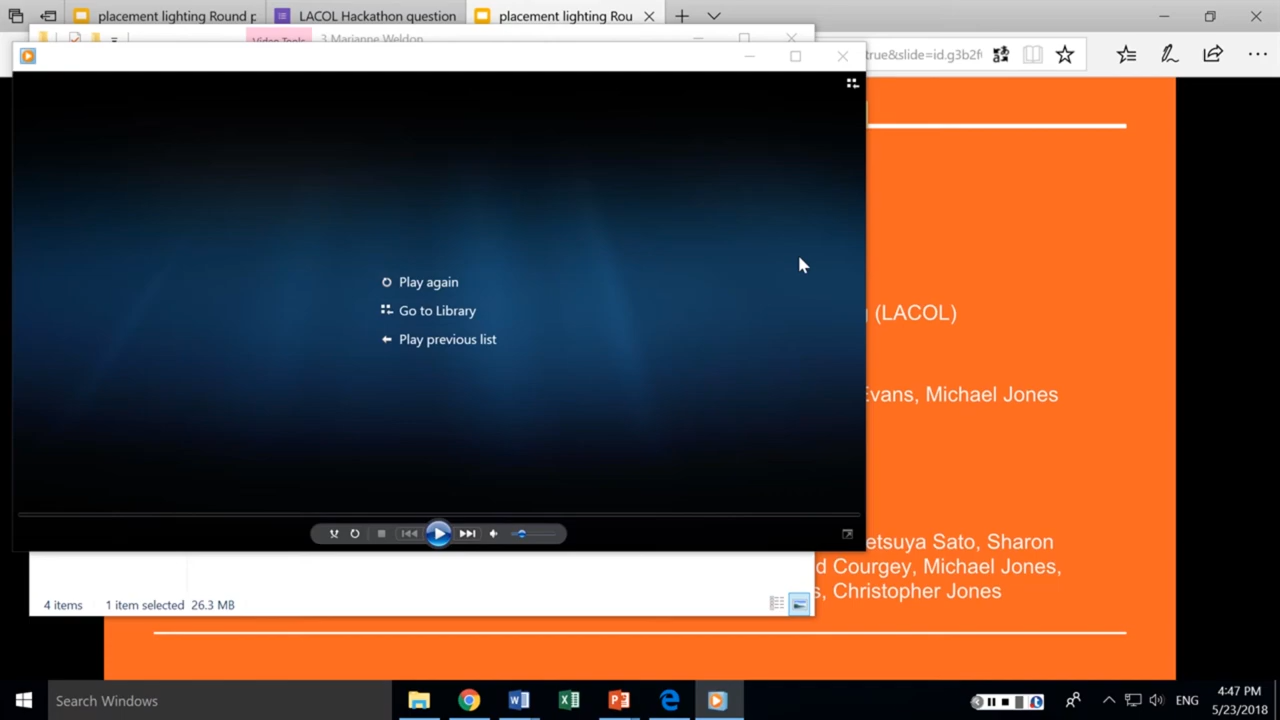 placement lighting Round p
LACOL Hackathon question
placement lighting Rou
Video Tools
3 Marianne Weldon
true&slide=id.g3b2f
Play again
Go to Library
Play previous list
(LACOL)
Evans, Michael Jones
etsuya Sato, Sharon
d Courgey, Michael Jones,
s, Christopher Jones
4 items 1 item selected 26.3 MB
Search Windows
ENG
4:47 PM
5/23/2018